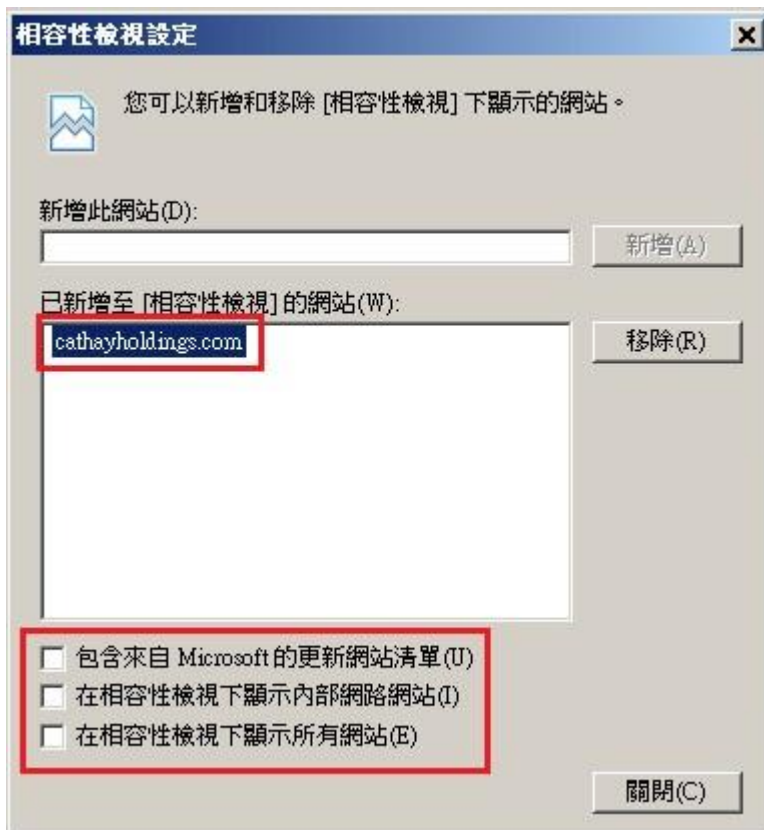 相容性檢視設定
您可以新增和移除 [相容性檢視] 下顯示的網站。
新增此網站(D):
新增(A)
已新增至 [相容性檢視] 的網站(W):
cathayholdings.com
移除(R)
包含來自 Microsoft 的更新網站清單(U)
在相容性檢視下顯示內部網路網站(I)
在相容性檢視下顯示所有網站(E)
關閉(C)